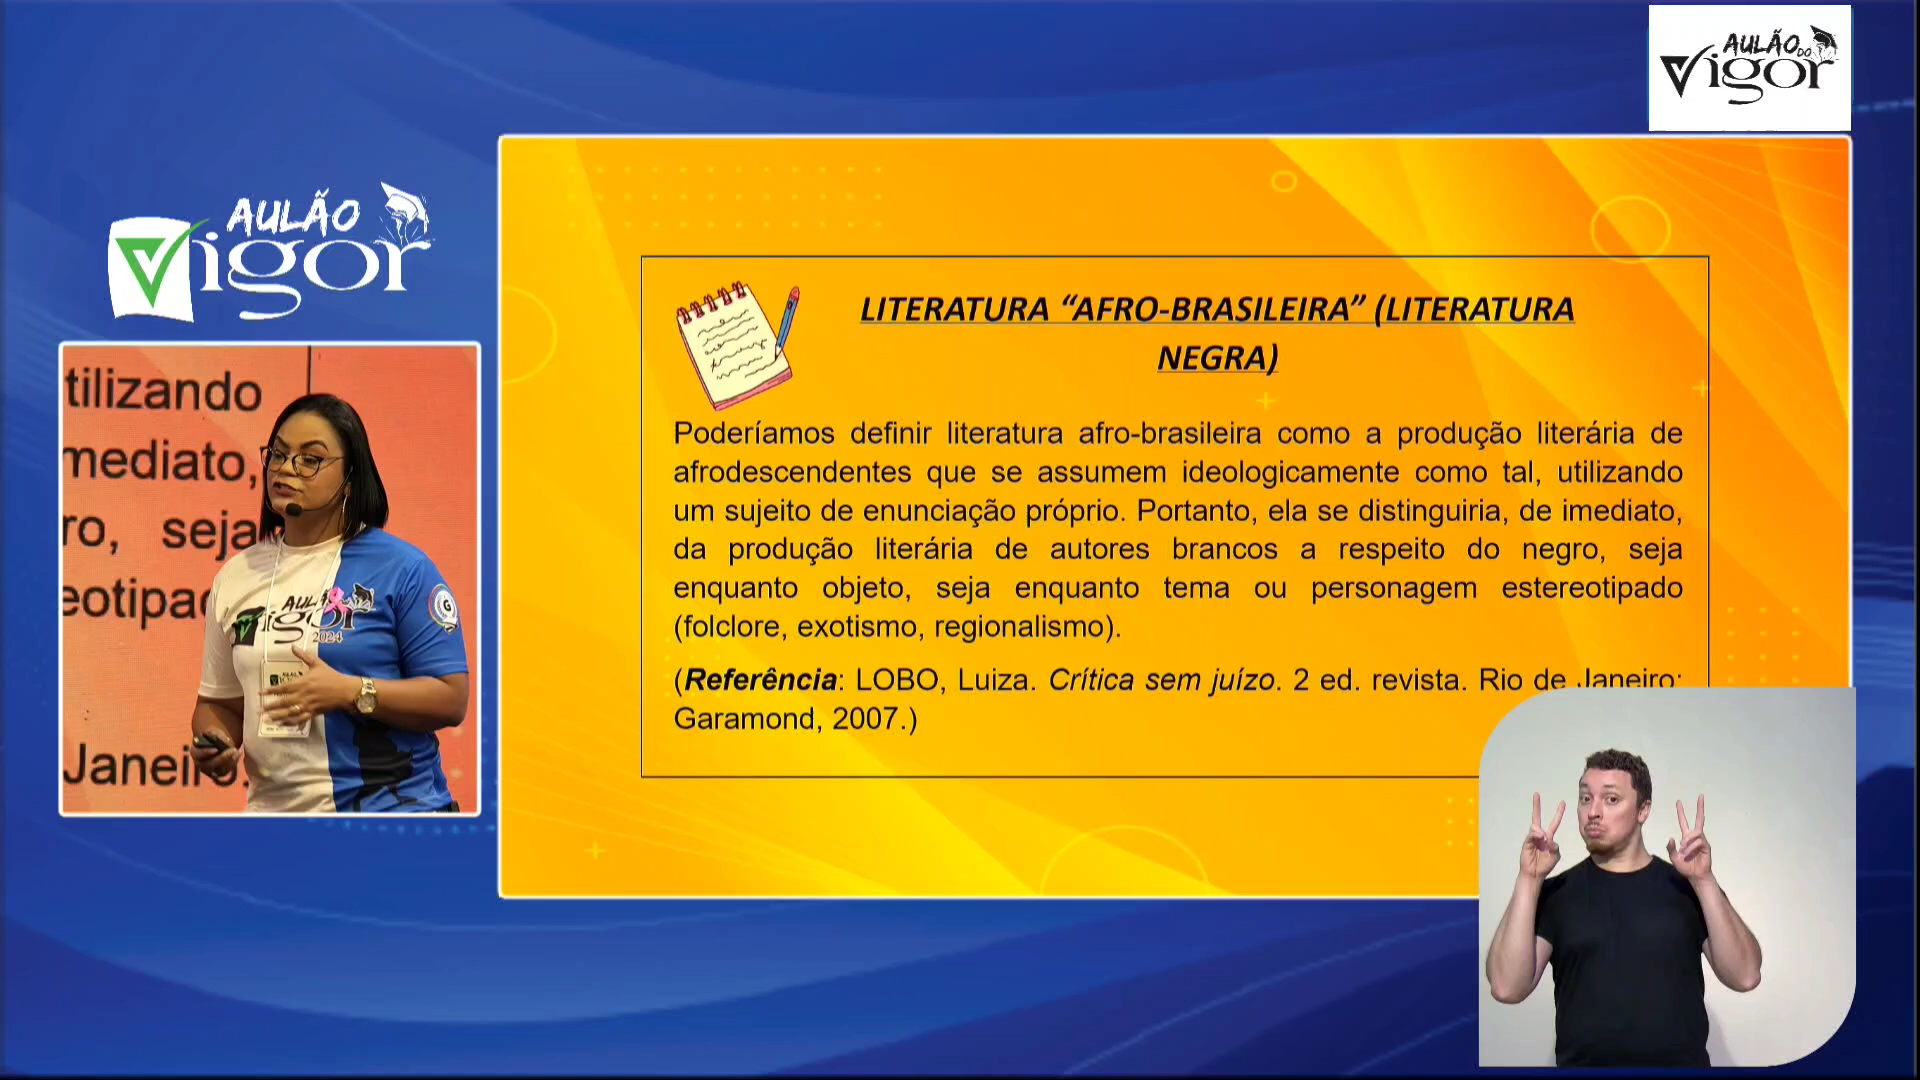 AULÃO DO
Vigor
AULÃO
Vigor
LITERATURA “AFRO-BRASILEIRA” (LITERATURA
NEGRA)
Poderíamos definir literatura afro-brasileira como a produção literária de
afrodescendentes que se assumem ideologicamente como tal, utilizando
um sujeito de enunciação próprio. Portanto, ela se distinguiria, de imediato,
da produção literária de autores brancos a respeito do negro, seja
enquanto objeto, seja enquanto tema ou personagem estereotipado
(folclore, exotismo, regionalismo).
(Referência: LOBO, Luiza. Crítica sem juízo. 2 ed. revista. Rio de Janeiro:
Garamond, 2007.)
tilizando
mediato,
ro, seja
eotipad
Janeiro:
AULÃO
Vigor
2024
G